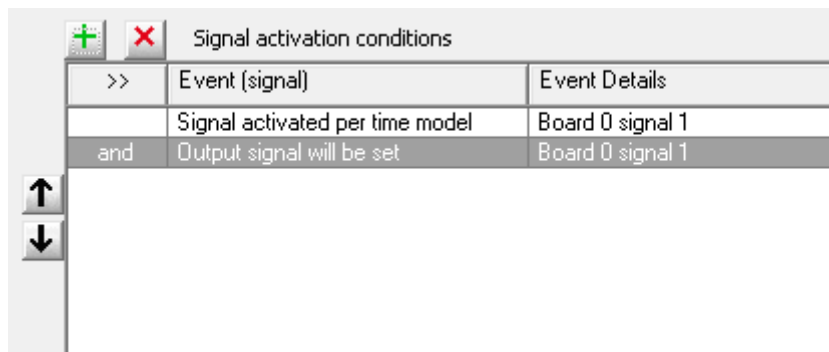 Signal activation conditions
>> Event (signal) Event Details
Signal activated per time model Board 0 signal 1
and Output signal will be set Board 0 signal 1